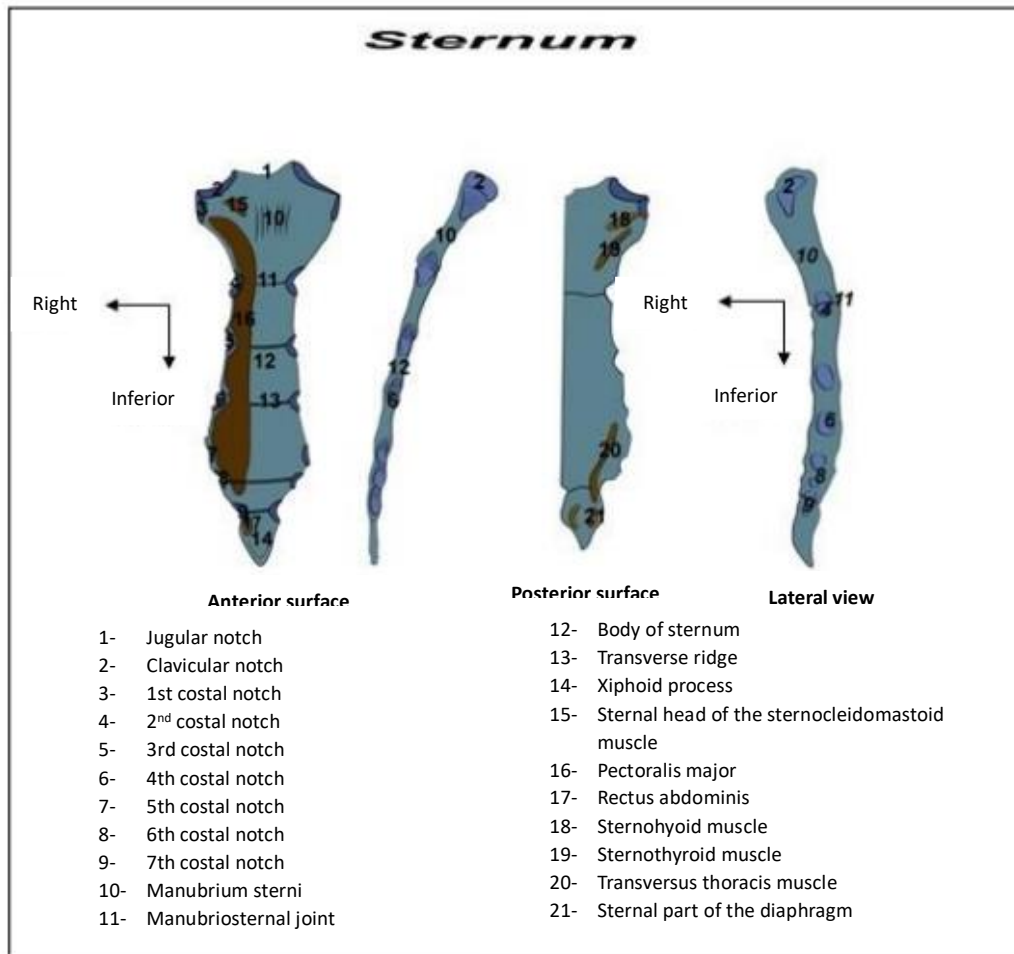 Sternum
1
2
15
3
10
11
16
5
12
13
7
8
17
14
2
10
12
6
18
20
21
2
10
11
4
6
8
9
Right
Inferior
Right
Inferior
Anterior surface
Posterior surface
Lateral view
1- Jugular notch
2- Clavicular notch
3- 1st costal notch
4- 2nd costal notch
5- 3rd costal notch
6- 4th costal notch
7- 5th costal notch
8- 6th costal notch
9- 7th costal notch
10- Manubrium sterni
11- Manubriosternal joint
12- Body of sternum
13- Transverse ridge
14- Xiphoid process
15- Sternal head of the sternocleidomastoid
muscle
16- Pectoralis major
17- Rectus abdominis
18- Sternohyoid muscle
19- Sternothyroid muscle
20- Transversus thoracis muscle
21- Sternal part of the diaphragm